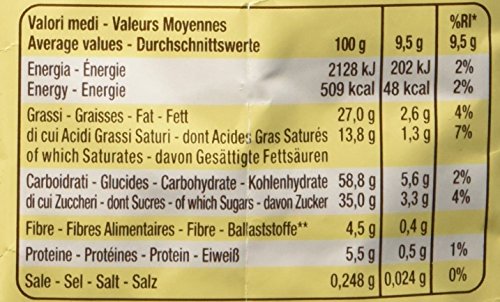 Valori medi - Valeurs Moyennes %RI*
Average values - Durchschnittswerte 100 g 9,5 g 9,5 g
Energia - Énergie 2128 kJ 202 kJ 2%
Energy - Energie 509 kcal 48 kcal 2%
Grassi - Graisses - Fat - Fett 27,0 g 2,6 g 4%
di cui Acidi Grassi Saturi - dont Acides Gras Saturés 13,8 g 1,3 g 7%
of which Saturates - davon Gesättigte Fettsäuren
Carboidrati - Glucides - Carbohydrate - Kohlenhydrate 58,8 g 5,6 g 2%
di cui Zuccheri - dont Sucres - of which Sugars - davon Zucker 35,0 g 3,3 g 4%
Fibre - Fibres Alimentaires - Fibre - Ballaststoffe** 4,5 g 0,4 g
Proteine - Protéines - Protein - Eiweiß 5,5 g 0,5 g 1%
Sale - Sel - Salt - Salz 0,248 g 0,024 g 0%